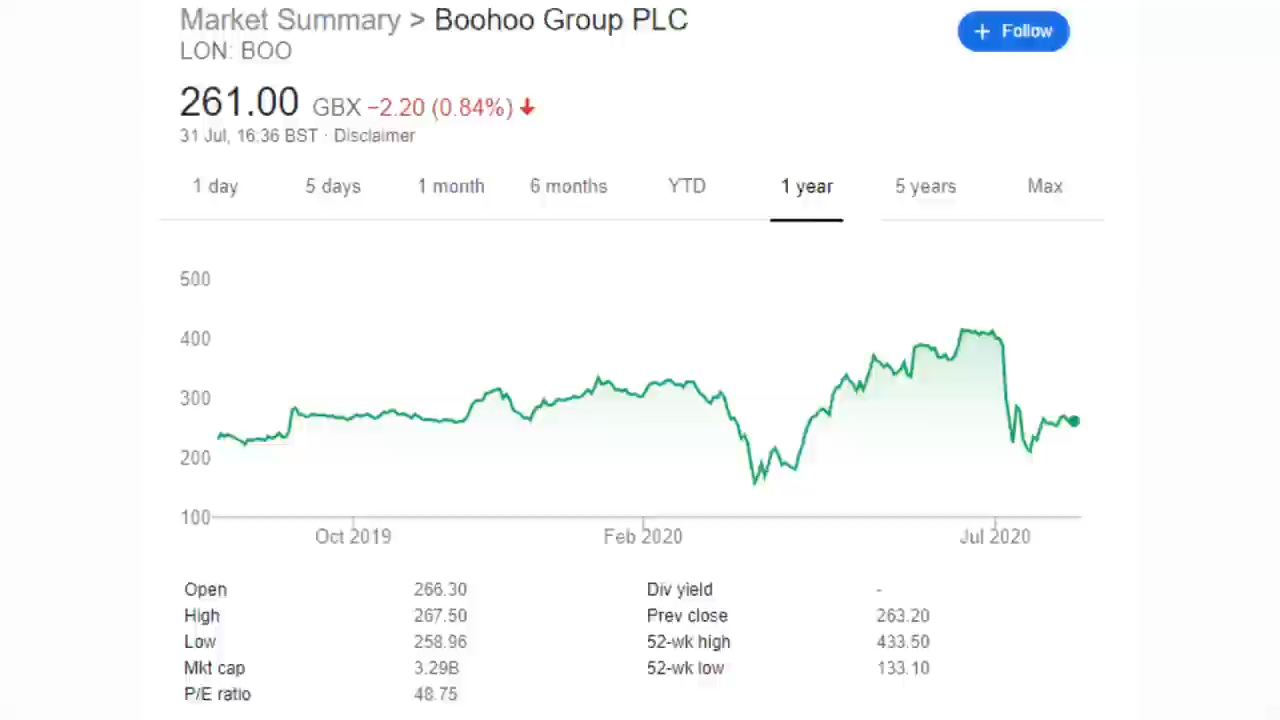 Market Summary > Boohoo Group PLC
LON: BOO
+ Follow
261.00 GBX −2.20 (0.84%) ↓
31 Jul, 16:36 BST · Disclaimer
1 day 5 days 1 month 6 months YTD 1 year 5 years Max
500
400
300
200
100
Oct 2019 Feb 2020 Jul 2020
Open 266.30 Div yield -
High 267.50 Prev close 263.20
Low 258.96 52-wk high 433.50
Mkt cap 3.29B 52-wk low 133.10
P/E ratio 48.75